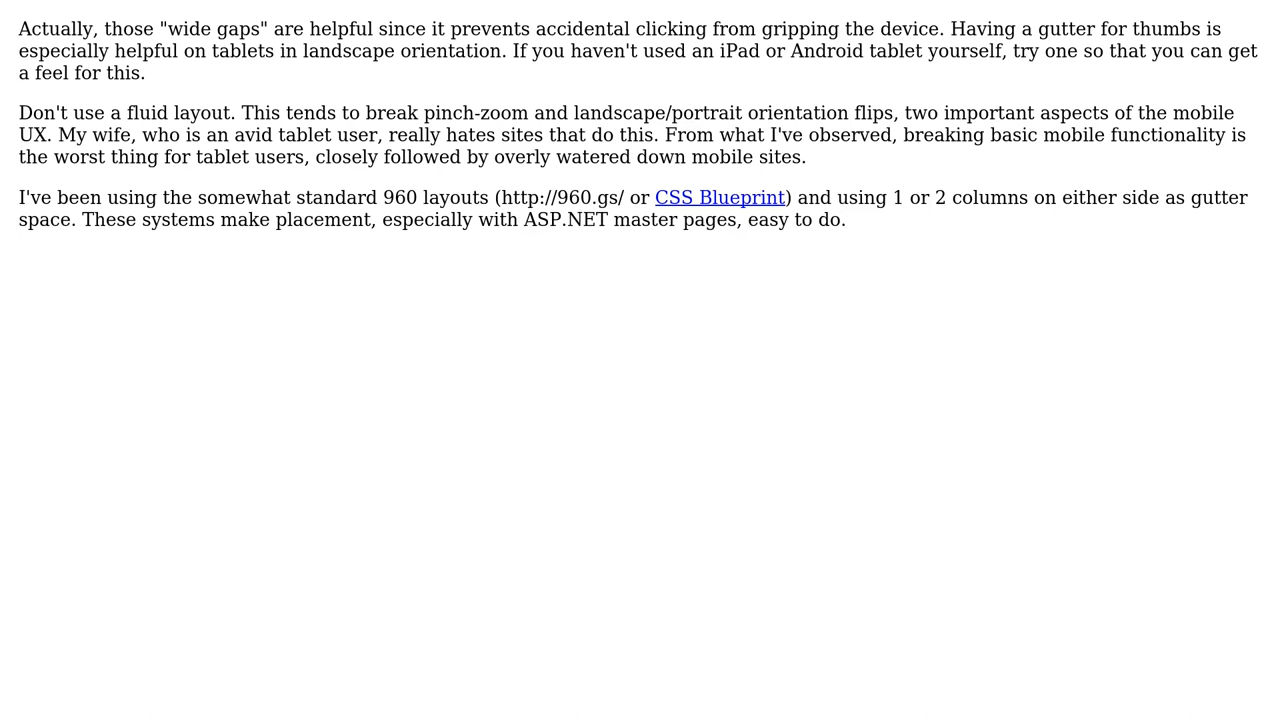 Actually, those "wide gaps" are helpful since it prevents accidental clicking from gripping the device. Having a gutter for thumbs is
especially helpful on tablets in landscape orientation. If you haven't used an iPad or Android tablet yourself, try one so that you can get
a feel for this.
Don't use a fluid layout. This tends to break pinch-zoom and landscape/portrait orientation flips, two important aspects of the mobile
UX. My wife, who is an avid tablet user, really hates sites that do this. From what I've observed, breaking basic mobile functionality is
the worst thing for tablet users, closely followed by overly watered down mobile sites.
I've been using the somewhat standard 960 layouts (http://960.gs/ or CSS Blueprint) and using 1 or 2 columns on either side as gutter
space. These systems make placement, especially with ASP.NET master pages, easy to do.